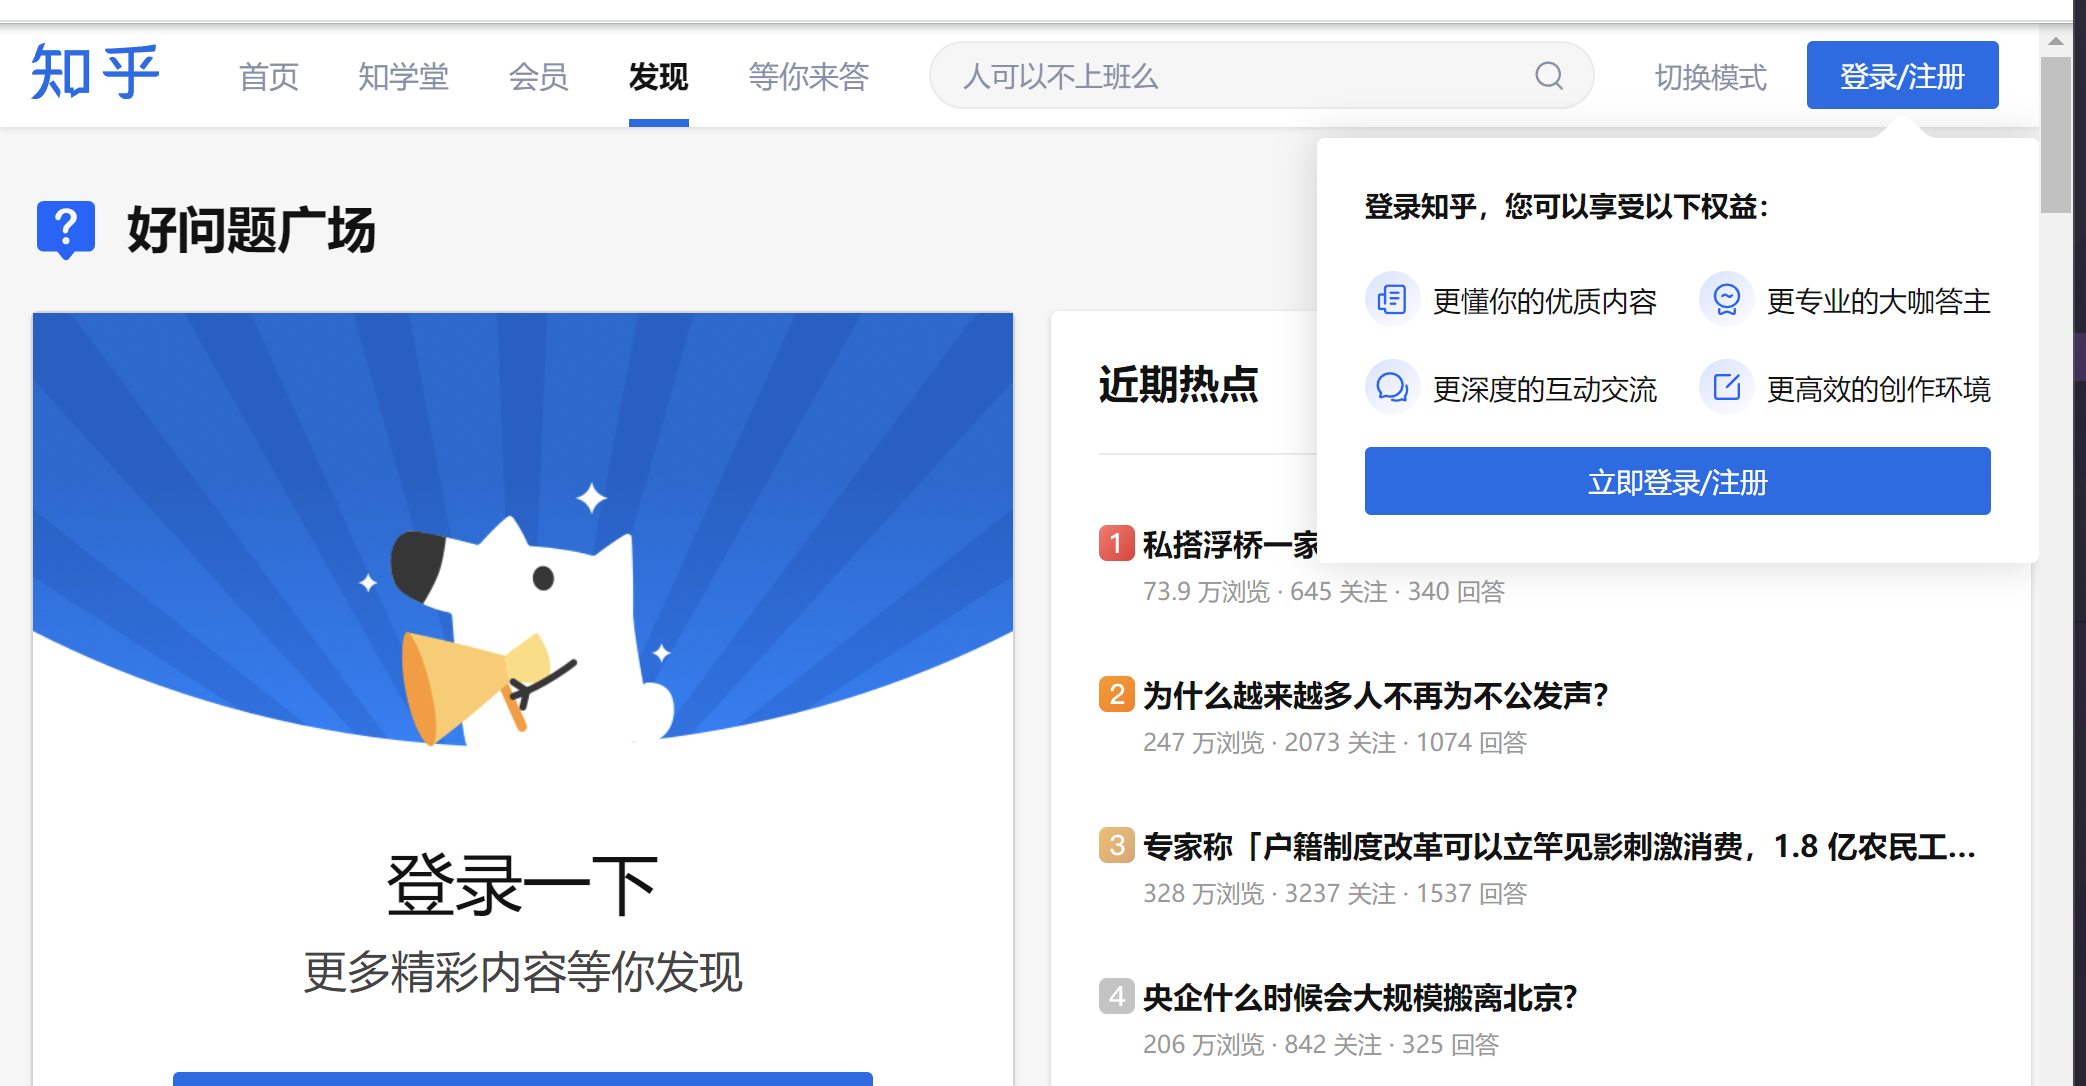 知乎 首页 知学堂 会员 发现 等你来答 人可以不上班么 切换模式 登录/注册
好问题广场
登录知乎，您可以享受以下权益：
更懂你的优质内容 更专业的大咖答主
更深度的互动交流 更高效的创作环境
立即登录/注册
登录一下
更多精彩内容等你发现
近期热点
1 私搭浮桥一家
73.9 万浏览 · 645 关注 · 340 回答
2 为什么越来越多人不再为不公发声？
247 万浏览 · 2073 关注 · 1074 回答
3 专家称「户籍制度改革可以立竿见影刺激消费，1.8 亿农民工...
328 万浏览 · 3237 关注 · 1537 回答
4 央企什么时候会大规模搬离北京？
206 万浏览 · 842 关注 · 325 回答